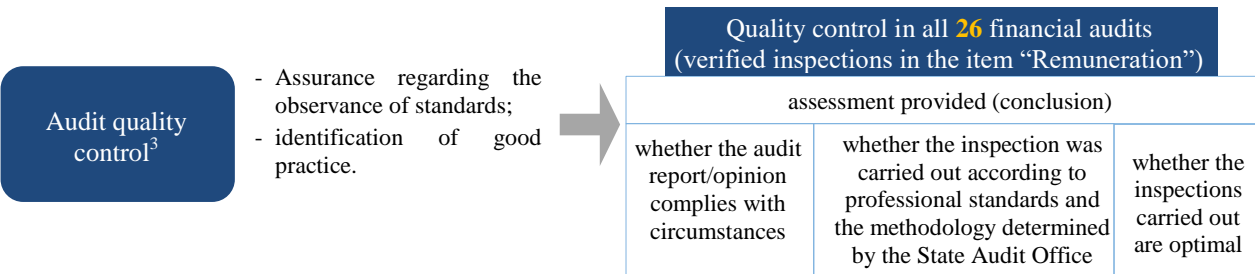 Audit quality
control3
- Assurance regarding the
observance of standards;
- identification of good
practice.
Quality control in all 26 financial audits
(verified inspections in the item “Remuneration”)
assessment provided (conclusion)
whether the audit
report/opinion
complies with
circumstances
whether the inspection was
carried out according to
professional standards and
the methodology determined
by the State Audit Office
whether the
inspections
carried out
are optimal